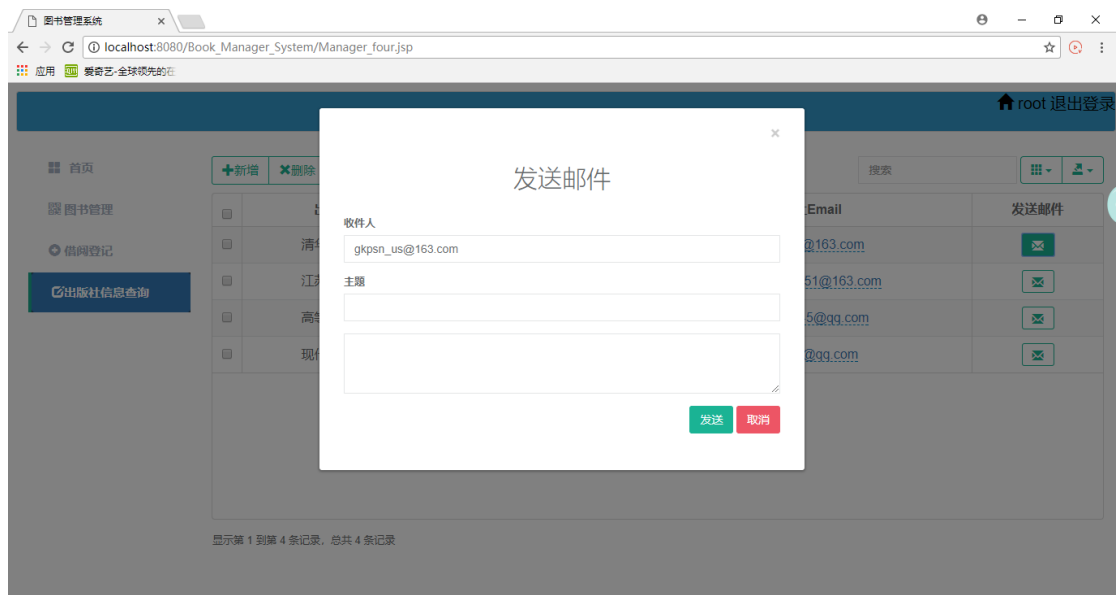 图书管理系统
localhost:8080/Book_Manager_System/Manager_four.jsp
应用 爱奇艺-全球领先的在
root 退出登录
首页
图书管理
借阅登记
出版社信息查询
新增 删除
搜索
Email 发送邮件
清
@163.com
江
51@163.com
高
5@qq.com
现
@qq.com
显示第 1 到第 4 条记录，总共 4 条记录
×
发送邮件
收件人
gkpsn_us@163.com
主题
发送 取消